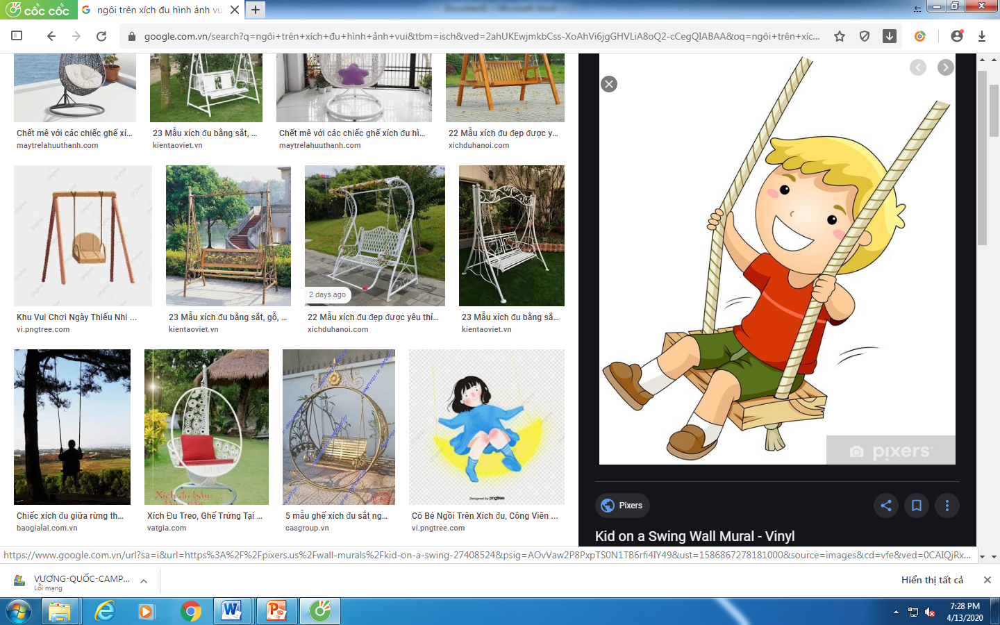 cốc cốc
ngôi trên xích đu hình ảnh vu
google.com.vn/search?q=ngôi+trên+xích+đu+hình+ảnh+vui&tbm=isch&ved=2ahUKEwjmkbCss-XoAhVi6jgGHVLiA8oQ2-cCegQIABAA&oq=ngôi+trên+xíc...
Chết mê với các chiếc ghế xí...
maytrelahuuthanh.com
23 Mẫu xích đu bằng sắt, ...
kientaoviet.vn
Chết mê với các chiếc ghế xích đu hì...
maytrelahuuthanh.com
22 Mẫu xích đu đẹp được y...
xichduhanoi.com
2 days ago
Khu Vui Chơi Ngày Thiếu Nhi ...
vi.pngtree.com
23 Mẫu xích đu bằng sắt, gỗ, ...
kientaoviet.vn
22 Mẫu xích đu đẹp được yêu thí...
xichduhanoi.com
23 Mẫu xích đu bằng sắ...
kientaoviet.vn
Designed by pngtree
Chiếc xích đu giữa rừng th...
baogialai.com.vn
Xích Đu Treo, Ghế Trứng Tại ...
vatgia.com
5 mẫu ghế xích đu sắt ng...
casgroup.vn
Cô Bé Ngồi Trên Xích đu, Công Viên ...
vi.pngtree.com
pixers
Pixers
Kid on a Swing Wall Mural - Vinyl
https://www.google.com.vn/url?sa=i&url=https%3A%2F%2Fpixers.us%2Fwall-murals%2Fkid-on-a-swing-27408524&psig=AOvVaw2P8PxpTS0N1TB6rfi4IY49&ust=1586867278181000&source=images&cd=vfe&ved=0CAIQjRx...
VƯƠNG-QUỐC-CAMP...
Lỗi mạng
Hiển thị tất cả
7:28 PM
4/13/2020